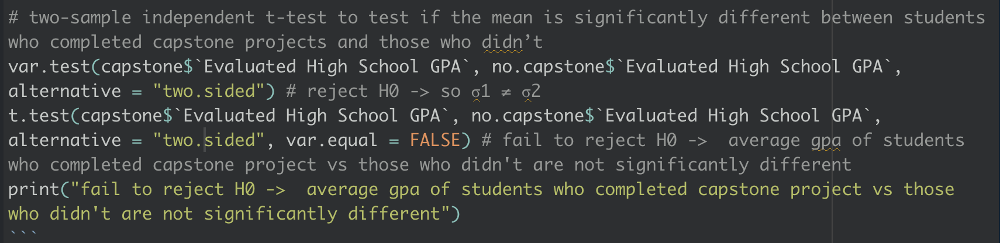 # two-sample independent t-test to test if the mean is significantly different between students
who completed capstone projects and those who didn’t
var.test(capstone$`Evaluated High School GPA`, no.capstone$`Evaluated High School GPA`,
alternative = "two.sided") # reject H0 -> so σ1 ≠ σ2
t.test(capstone$`Evaluated High School GPA`, no.capstone$`Evaluated High School GPA`,
alternative = "two.sided", var.equal = FALSE) # fail to reject H0 ->  average gpa of students
who completed capstone project vs those who didn't are not significantly different
print("fail to reject H0 ->  average gpa of students who completed capstone project vs those
who didn't are not significantly different")
```